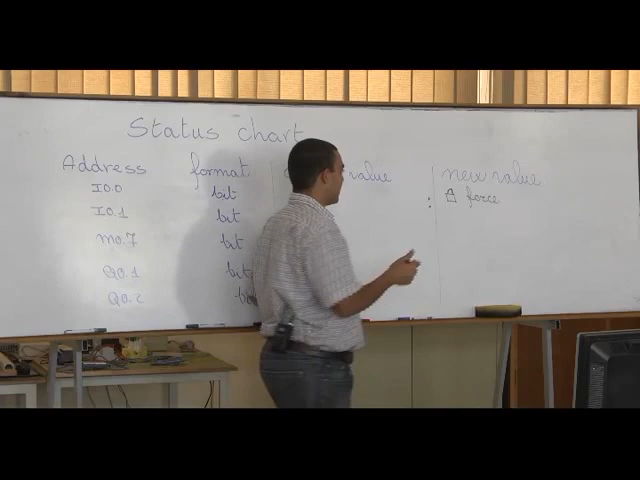 Status chart
Address format value new value
I0.0 bit force
I0.1 bit
m0.7 bit
Q0.1 bit
Q0.2